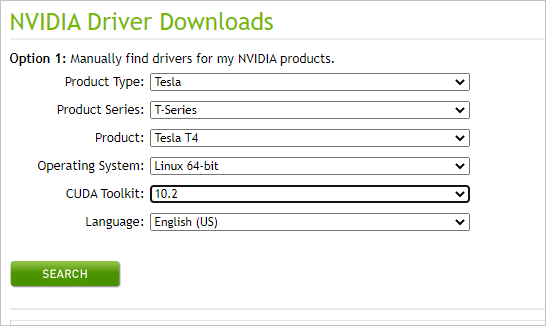 NVIDIA Driver Downloads
Option 1: Manually find drivers for my NVIDIA products.
Product Type: Tesla
Product Series: T-Series
Product: Tesla T4
Operating System: Linux 64-bit
CUDA Toolkit: 10.2
Language: English (US)
SEARCH